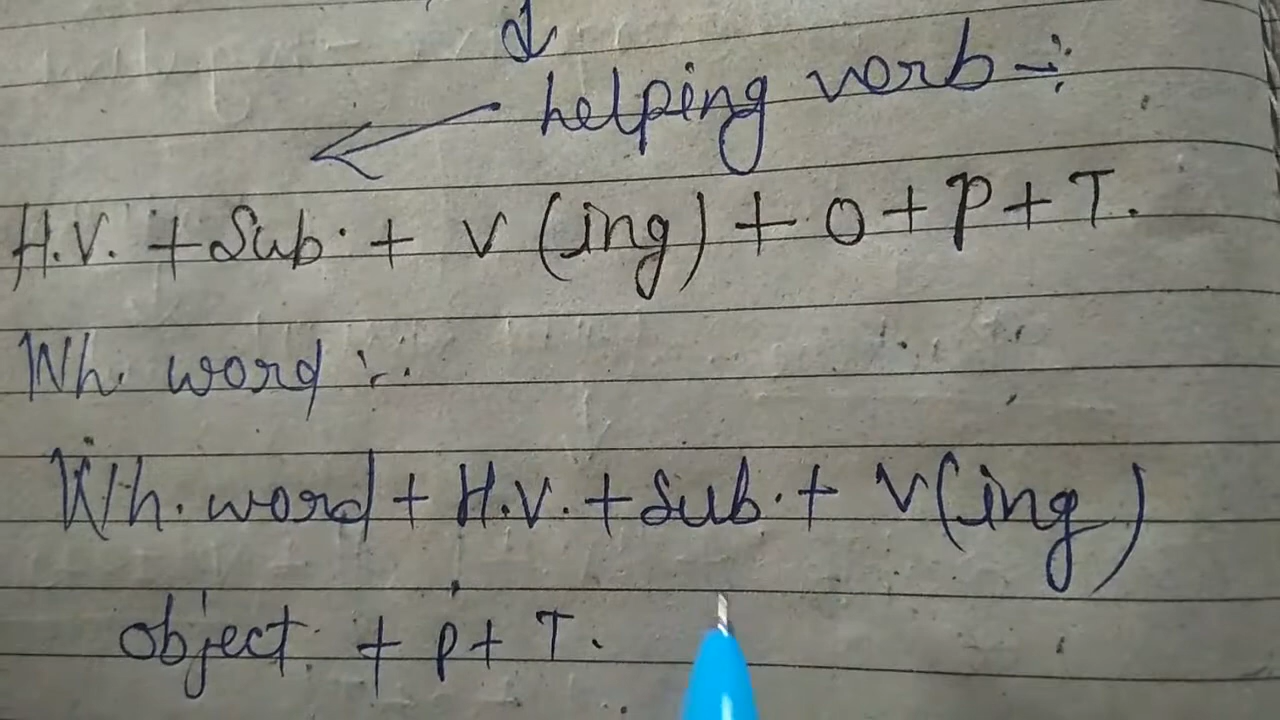 helping verb -:
H.V. + Sub. + V (ing) + O + P + T.
Wh. word :-
Wh. word + H.V. + Sub. + V (ing)
object + P + T.